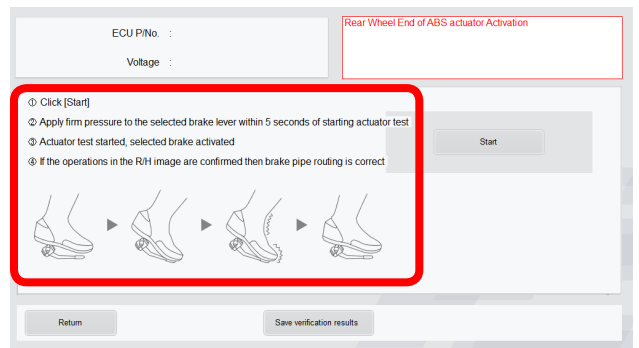 ECU P/No. :
Rear Wheel End of ABS actuator Activation
Voltage :
① Click [Start]
② Apply firm pressure to the selected brake lever within 5 seconds of starting actuator test
③ Actuator test started, selected brake activated
④ If the operations in the R/H image are confirmed then brake pipe routing is correct
Start
Return
Save verification results